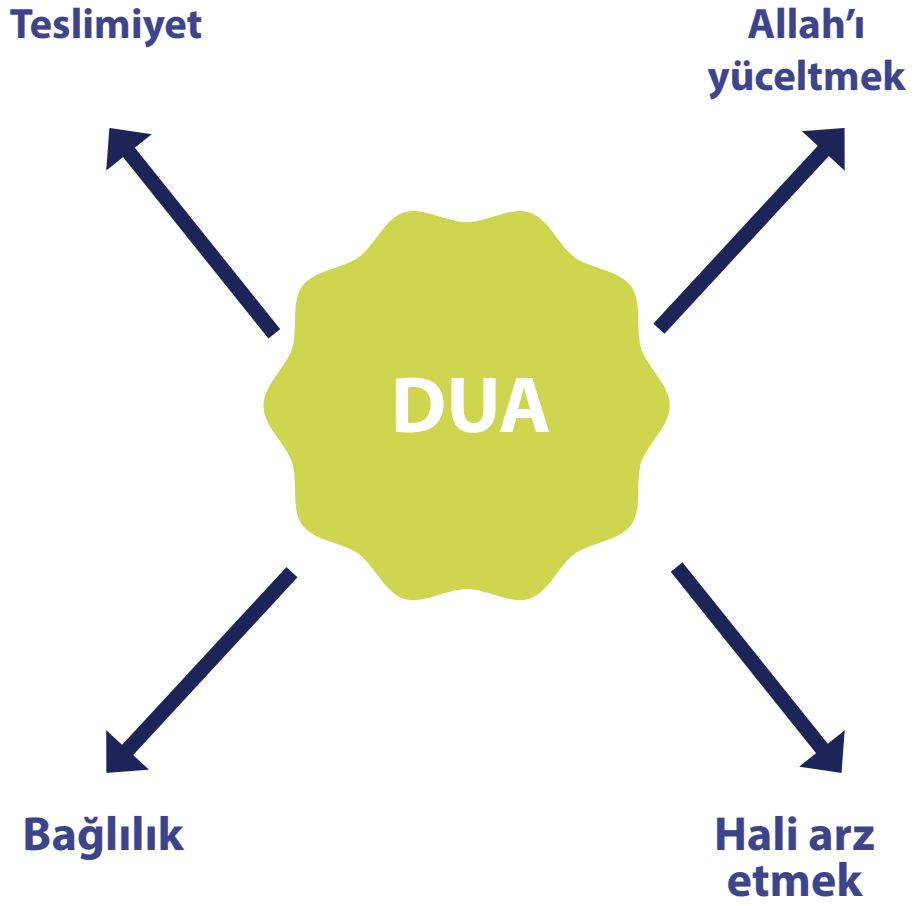 Teslimiyet
Allah’ı
yüceltmek
DUA
Bağlılık
Hali arz
etmek